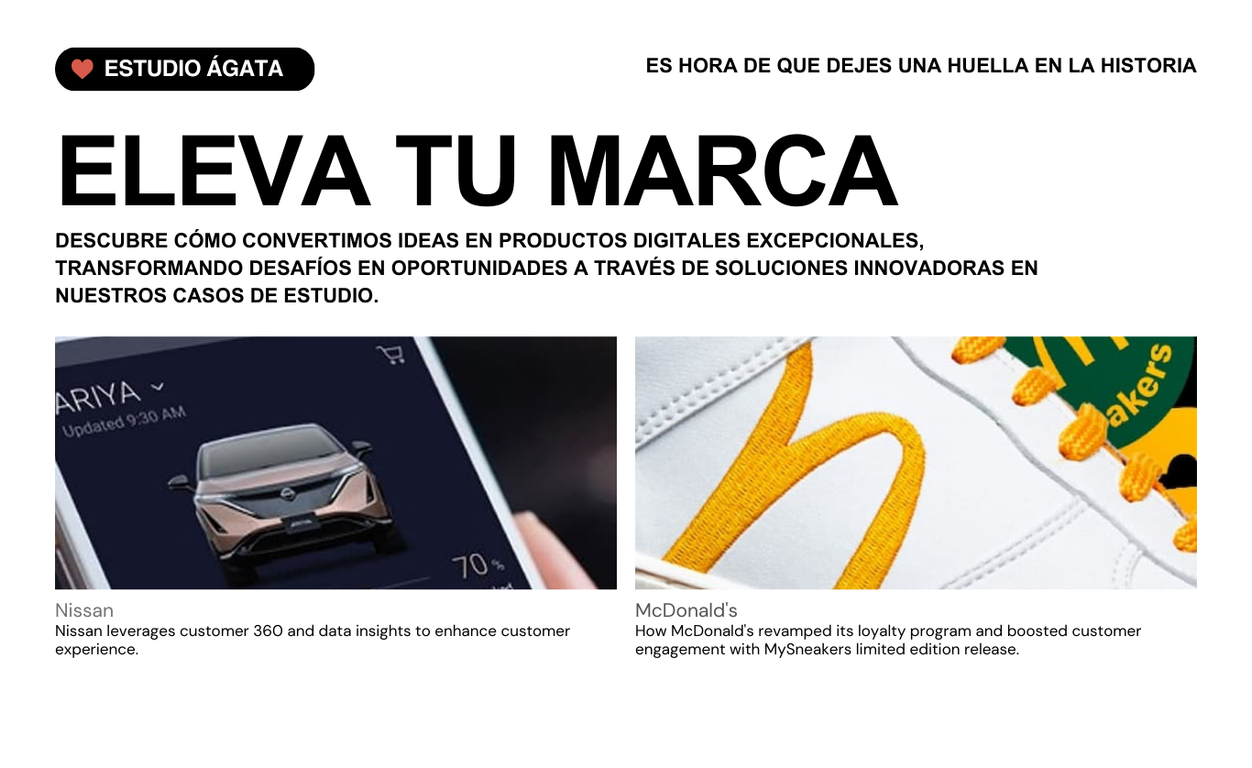 ESTUDIO ÁGATA
ES HORA DE QUE DEJES UNA HUELLA EN LA HISTORIA
ELEVA TU MARCA
DESCUBRE CÓMO CONVERTIMOS IDEAS EN PRODUCTOS DIGITALES EXCEPCIONALES,
TRANSFORMANDO DESAFÍOS EN OPORTUNIDADES A TRAVÉS DE SOLUCIONES INNOVADORAS EN
NUESTROS CASOS DE ESTUDIO.
ARIYA
Updated 9:30 AM
70 %
akers
Nissan
Nissan leverages customer 360 and data insights to enhance customer
experience.
McDonald's
How McDonald's revamped its loyalty program and boosted customer
engagement with MySneakers limited edition release.